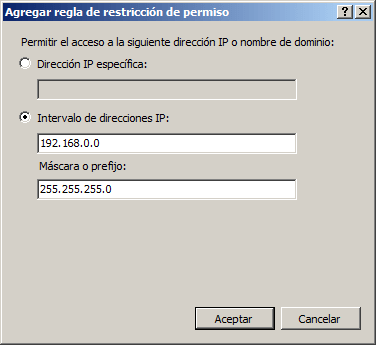 Agregar regla de restricción de permiso
Permitir el acceso a la siguiente dirección IP o nombre de dominio:
Dirección IP específica:
Intervalo de direcciones IP:
192.168.0.0
Máscara o prefijo:
255.255.255.0
Aceptar Cancelar